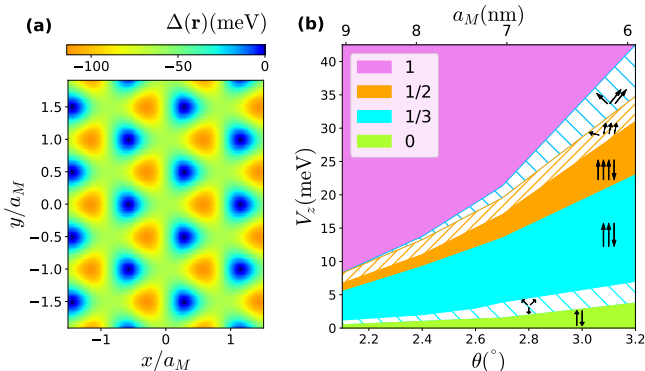 (a)
Δ(r)(meV)
−100 −50 0
1.5
1.0
0.5
0.0
−0.5
−1.0
−1.5
y/a_M
−1 0 1
x/a_M
(b)
a_M(nm)
9 8 7 6
1
1/2
1/3
0
40
35
30
25
20
15
10
5
0
V_z(meV)
2.2 2.4 2.6 2.8 3.0 3.2
θ(°)